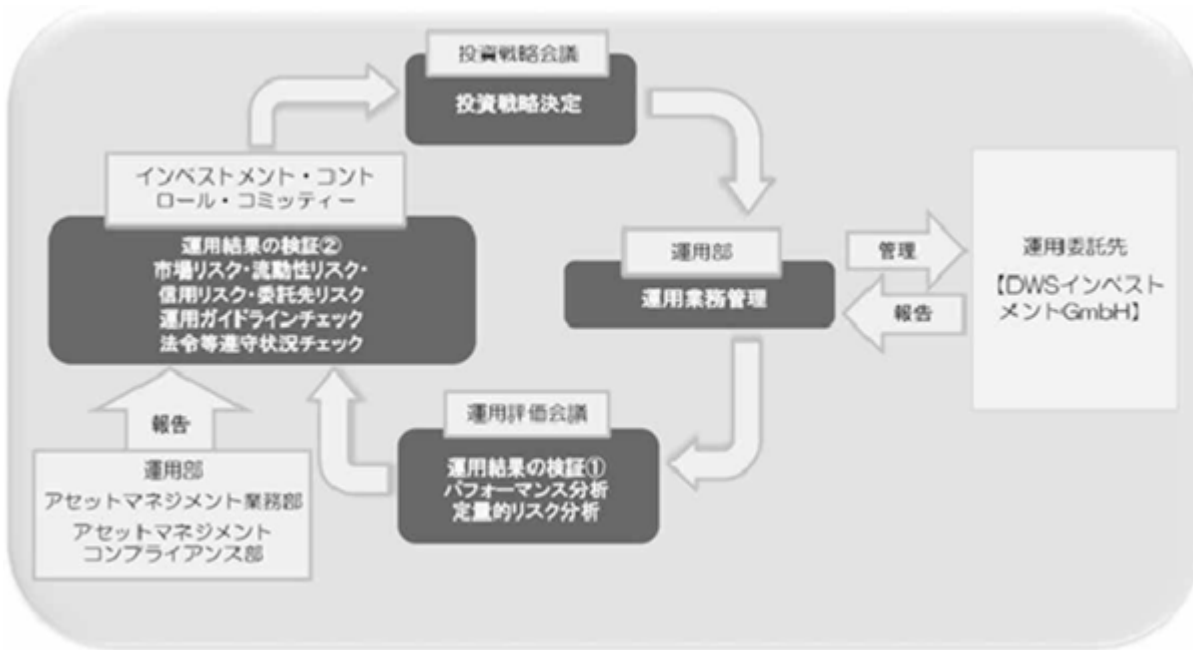 投資戦略会議
投資戦略決定
インベストメント・コント
ロール・コミッティー
運用結果の検証②
市場リスク・流動性リスク・
信用リスク・委託先リスク
運用ガイドラインチェック
法令等遵守状況チェック
運用部
運用業務管理
管理
報告
運用委託先
【DWSインベスト
メントGmbH】
運用評価会議
運用結果の検証①
パフォーマンス分析
定量的リスク分析
報告
運用部
アセットマネジメント業務部
アセットマネジメント
コンプライアンス部